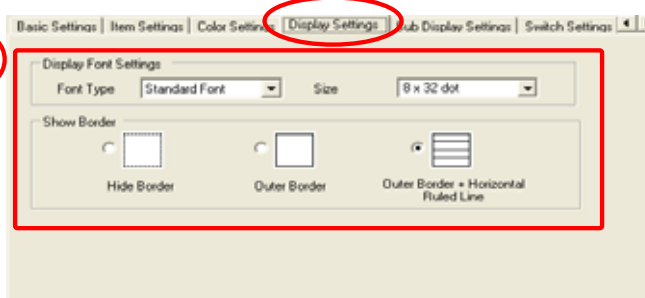 Basic Settings Item Settings Color Settings Display Settings Sub Display Settings Switch Settings
Display Font Settings
Font Type Standard Font Size 8 x 32 dot
Show Border
Hide Border Outer Border Outer Border + Horizontal
Ruled Line